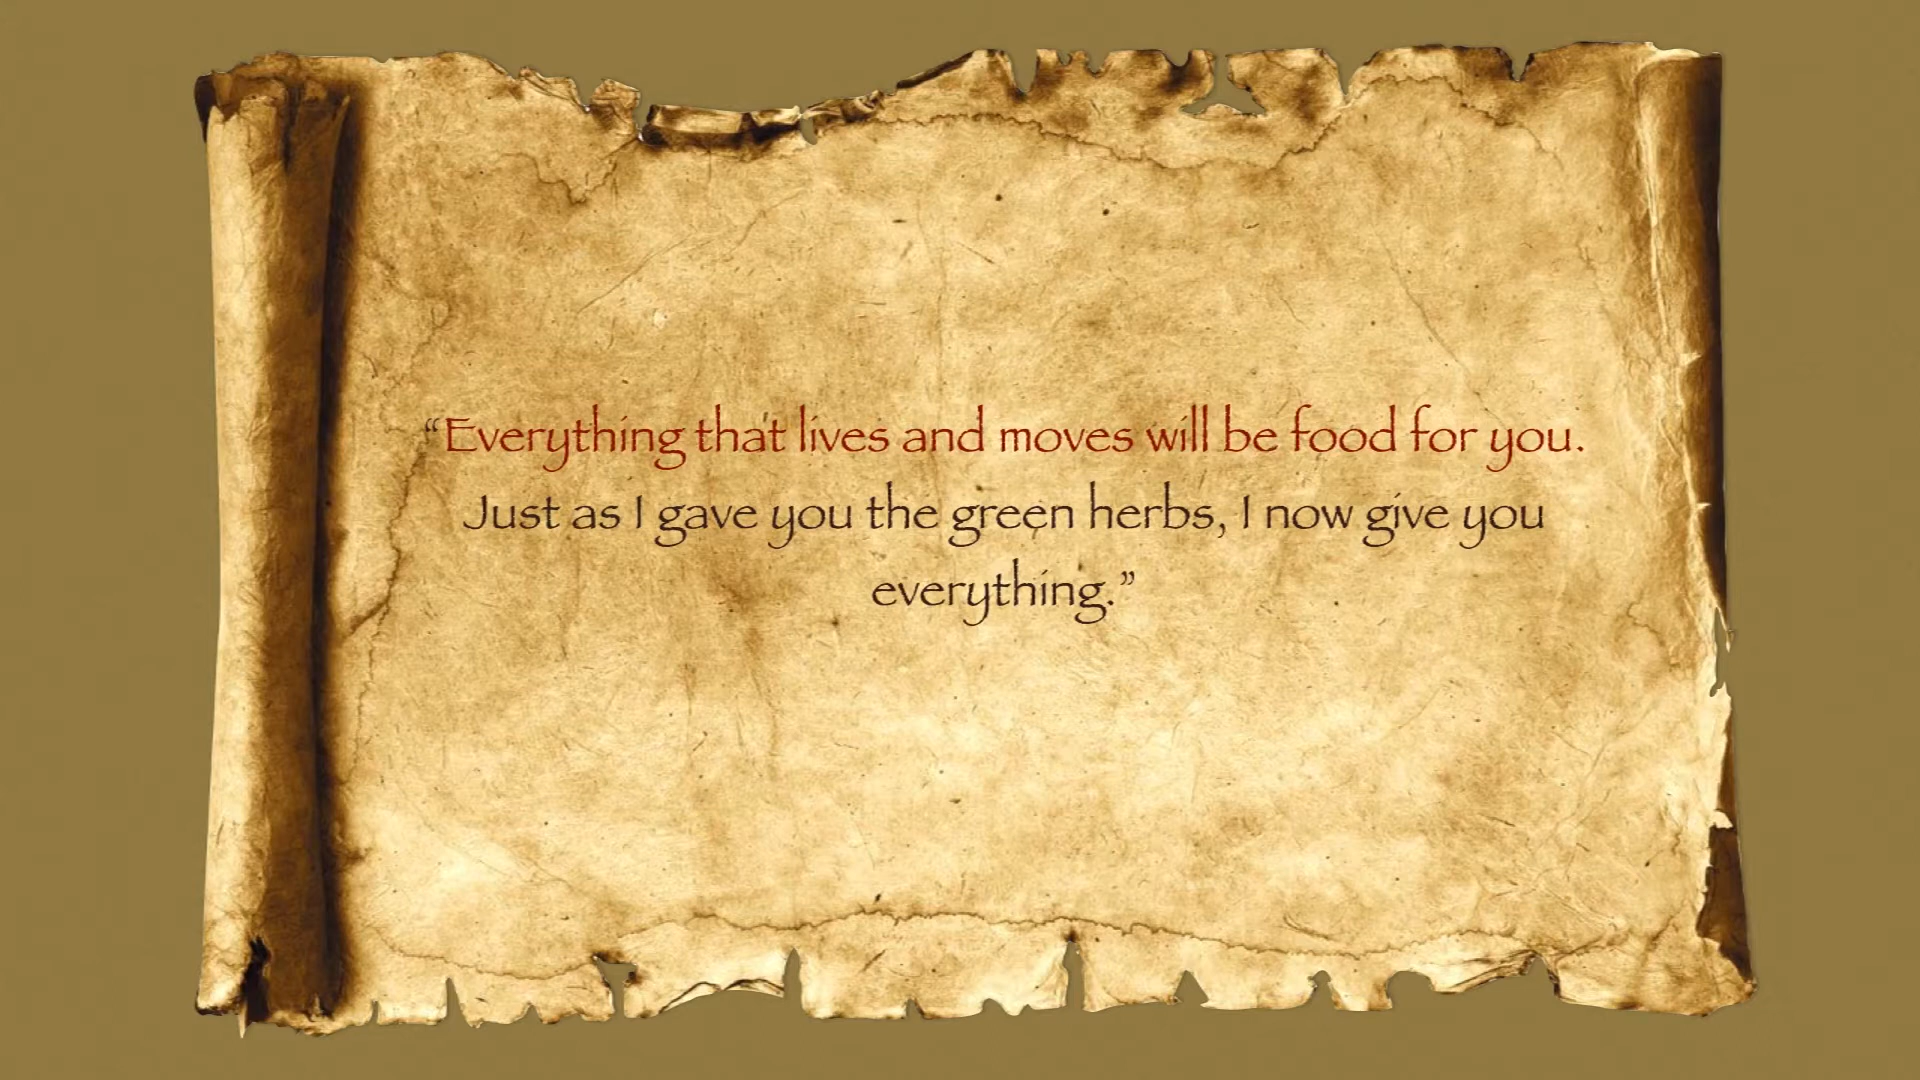 “Everything that lives and moves will be food for you.
Just as I gave you the green herbs, I now give you
everything.”